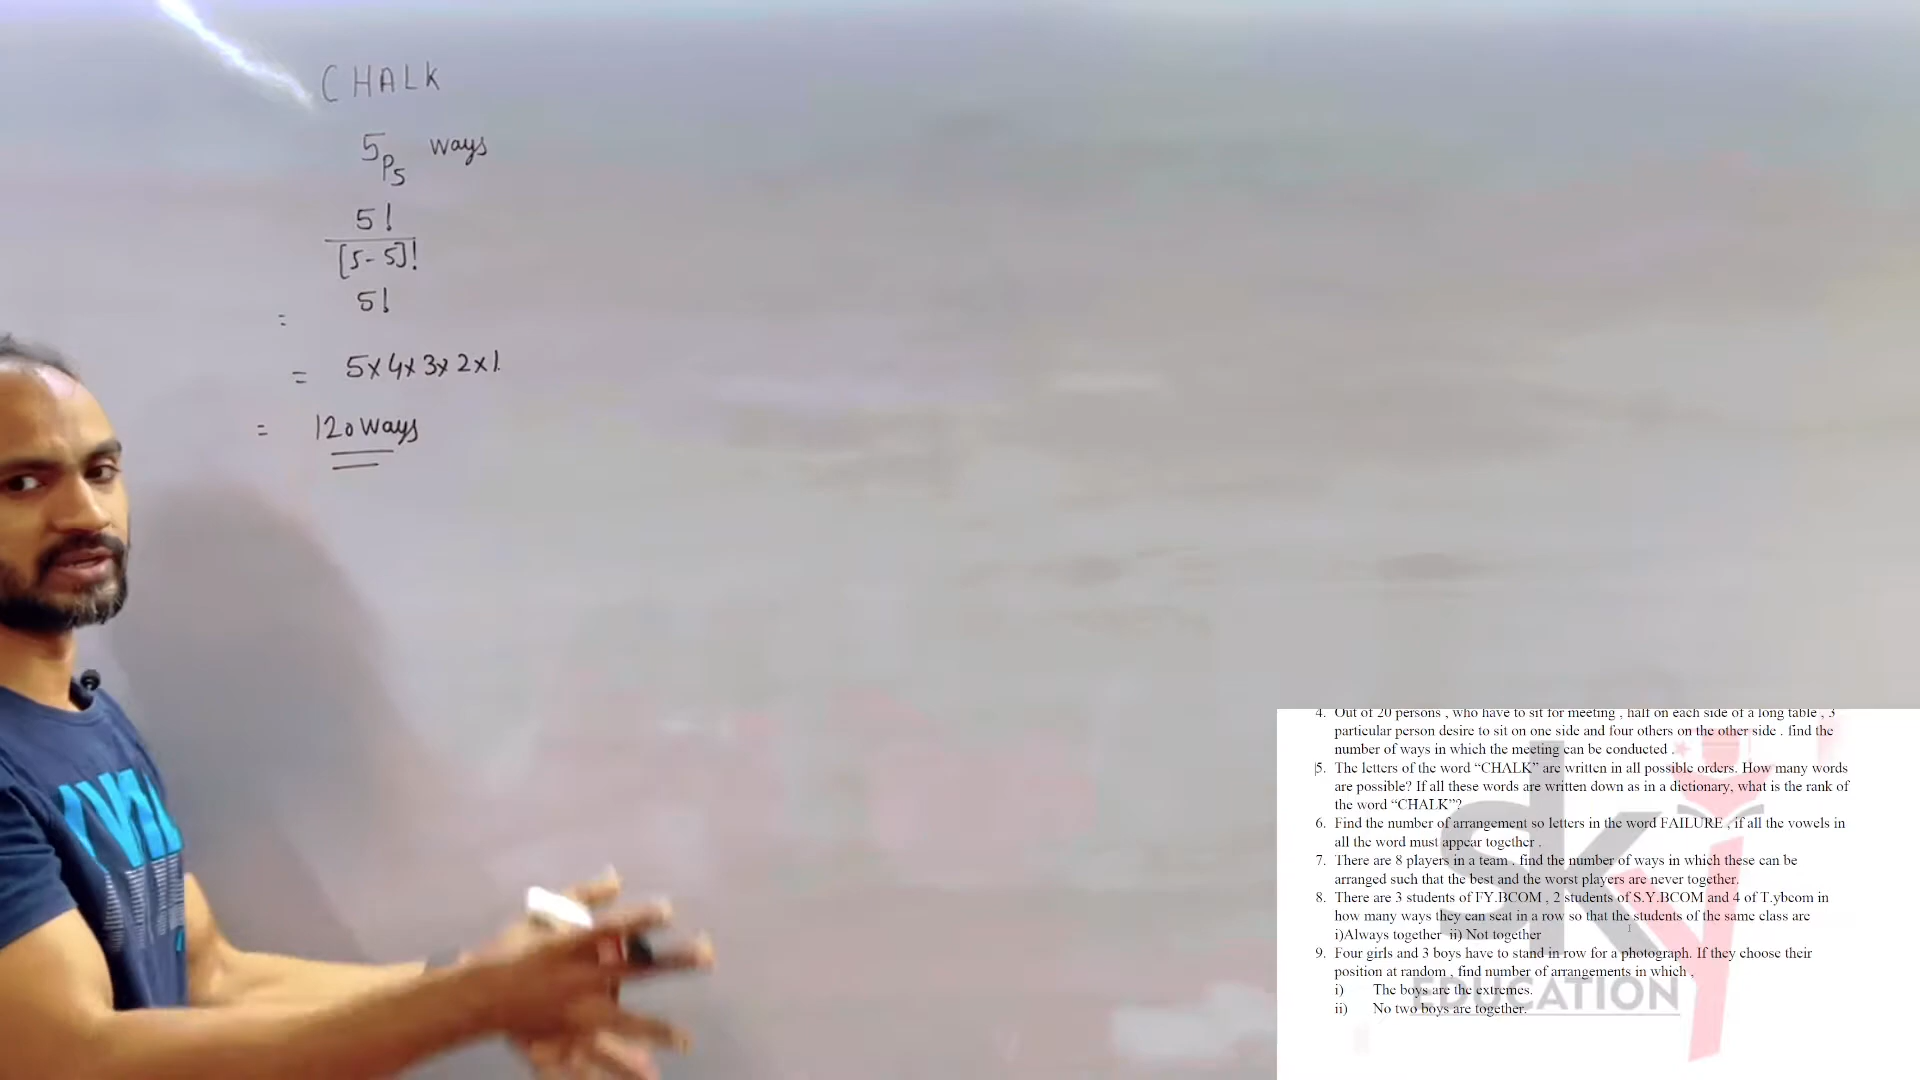 CHALK
5P5 ways
5!
[5-5]!
= 5!
= 5x4x3x2x1.
= 120 ways
4. Out of 20 persons , who have to sit for meeting , half on each side of a long table , 3
particular person desire to sit on one side and four others on the other side . find the
number of ways in which the meeting can be conducted .
5. The letters of the word “CHALK” are written in all possible orders. How many words
are possible? If all these words are written down as in a dictionary, what is the rank of
the word “CHALK”?
6. Find the number of arrangement so letters in the word FAILURE , if all the vowels in
all the word must appear together .
7. There are 8 players in a team , find the number of ways in which these can be
arranged such that the best and the worst players are never together.
8. There are 3 students of FY.BCOM , 2 students of S.Y.BCOM and 4 of T.ybcom in
how many ways they can seat in a row so that the students of the same class are
i)Always together ii) Not together
9. Four girls and 3 boys have to stand in row for a photograph. If they choose their
position at random , find number of arrangements in which .
i) The boys are the extremes.
ii) No two boys are together.
sky
EDUCATION